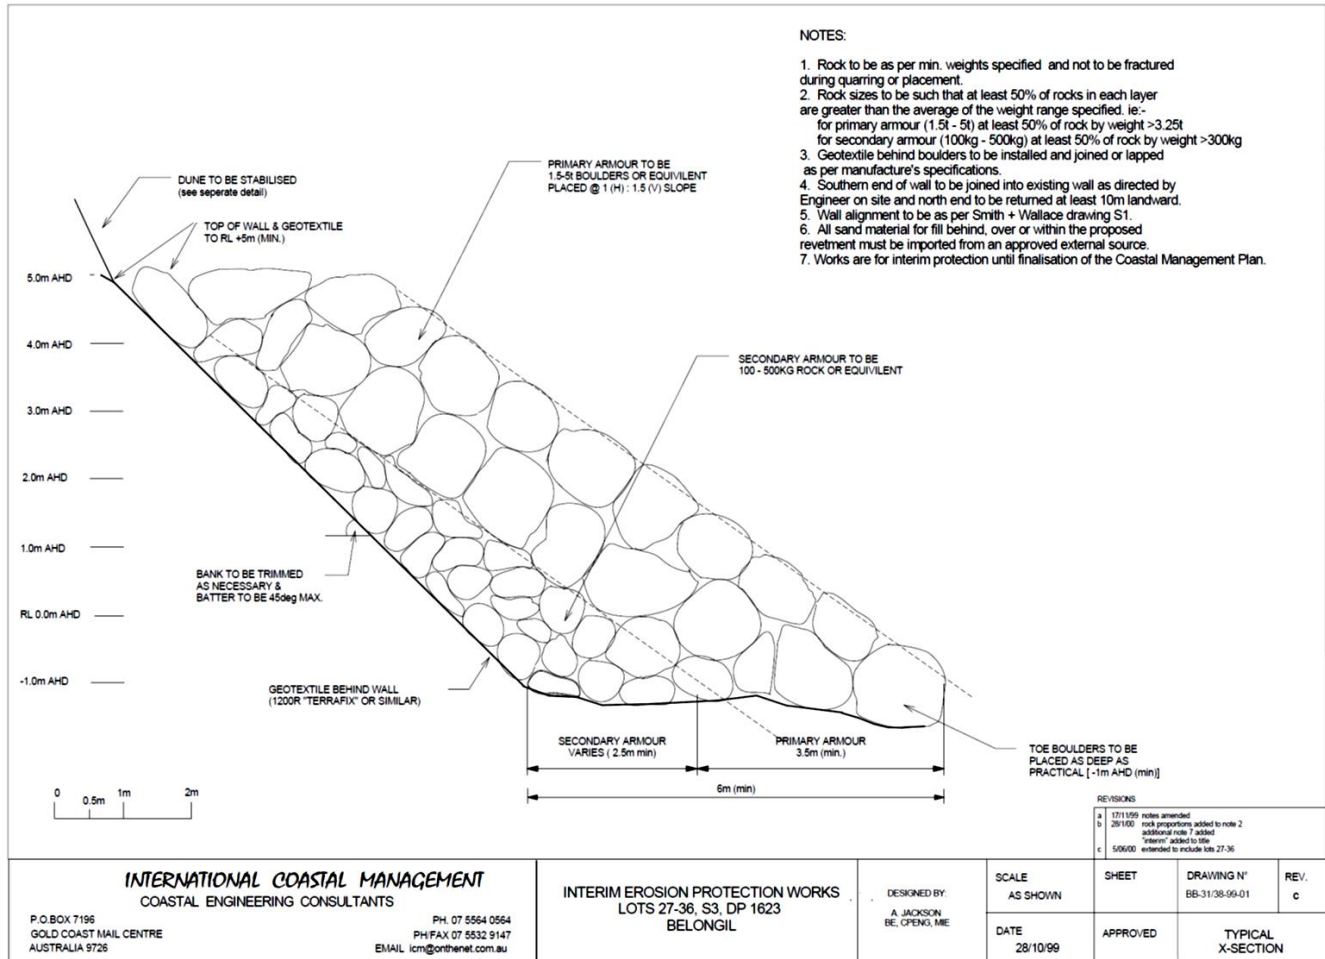 NOTES:
1. Rock to be as per min. weights specified and not to be fractured
during quarring or placement.
2. Rock sizes to be such that at least 50% of rocks in each layer
are greater than the average of the weight range specified. ie:-
for primary armour (1.5t - 5t) at least 50% of rock by weight >3.25t
for secondary armour (100kg - 500kg) at least 50% of rock by weight >300kg
3. Geotextile behind boulders to be installed and joined or lapped
as per manufacture's specifications.
4. Southern end of wall to be joined into existing wall as directed by
Engineer on site and north end to be returned at least 10m landward.
5. Wall alignment to be as per Smith + Wallace drawing S1.
6. All sand material for fill behind, over or within the proposed
revetment must be imported from an approved external source.
7. Works are for interim protection until finalisation of the Coastal Management Plan.
DUNE TO BE STABILISED
(see seperate detail)
TOP OF WALL & GEOTEXTILE
TO RL +5m (MIN.)
PRIMARY ARMOUR TO BE
1.5-5t BOULDERS OR EQUIVILENT
PLACED @ 1 (H) : 1.5 (V) SLOPE
SECONDARY ARMOUR TO BE
100 - 500KG ROCK OR EQUIVILENT
5.0m AHD
4.0m AHD
3.0m AHD
2.0m AHD
1.0m AHD
RL 0.0m AHD
-1.0m AHD
BANK TO BE TRIMMED
AS NECESSARY &
BATTER TO BE 45deg MAX.
GEOTEXTILE BEHIND WALL
(1200R "TERRAFIX" OR SIMILAR)
SECONDARY ARMOUR
VARIES ( 2.5m min)
PRIMARY ARMOUR
3.5m (min.)
6m (min)
TOE BOULDERS TO BE
PLACED AS DEEP AS
PRACTICAL [ -1m AHD (min)]
0
0.5m
1m
2m
REVISIONS
a 17/11/99 notes amended
b 28/1/00 rock proportions added to note 2
additional note 7 added
"interim" added to title
c 5/06/00 extended to include lots 27-36
INTERNATIONAL COASTAL MANAGEMENT
COASTAL ENGINEERING CONSULTANTS
P.O.BOX 7196
GOLD COAST MAIL CENTRE
AUSTRALIA 9726
PH. 07 5564 0564
PH/FAX 07 5532 9147
EMAIL icm@onthenet.com.au
INTERIM EROSION PROTECTION WORKS
LOTS 27-36, S3, DP 1623
BELONGIL
DESIGNED BY:
A. JACKSON
BE, CPENG, MIE
SCALE
AS SHOWN
DATE
28/10/99
SHEET
APPROVED
DRAWING N°
BB-31/38-99-01
REV.
c
TYPICAL
X-SECTION